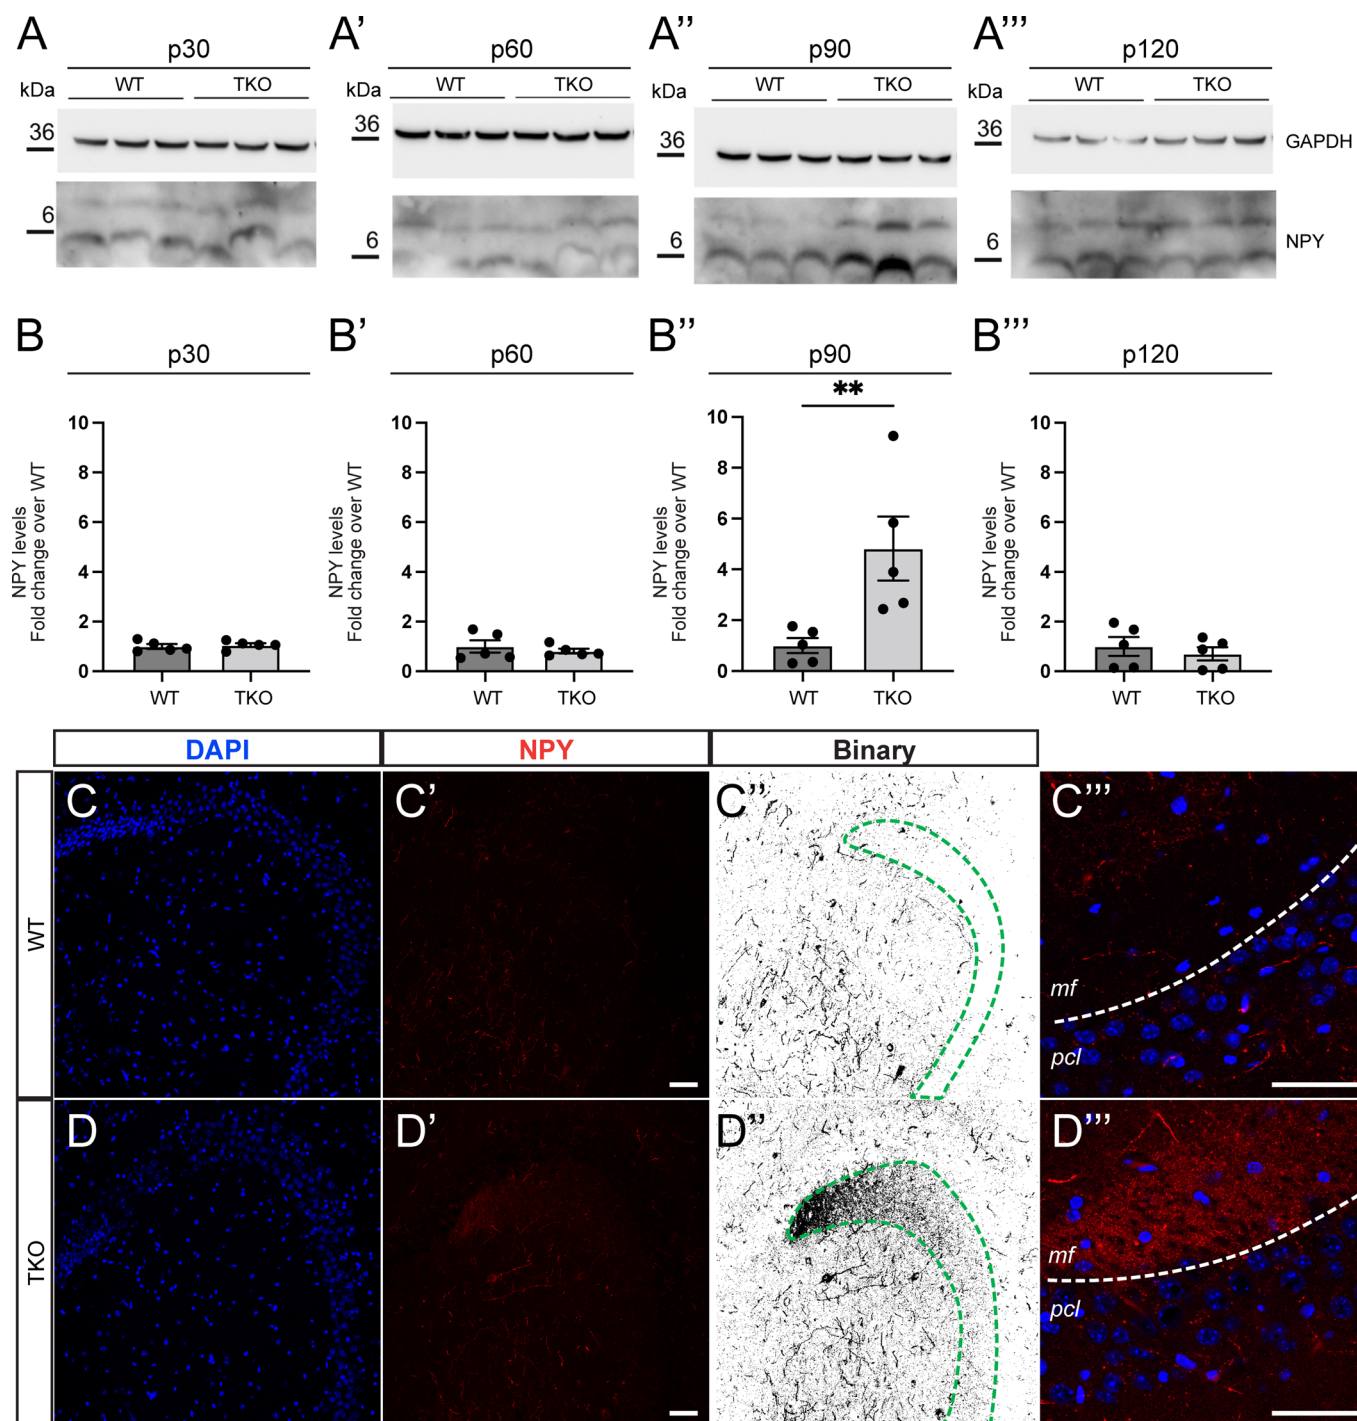 A A' A'' A'''
p30 p60 p90 p120
kDa WT TKO kDa WT TKO kDa WT TKO kDa WT TKO
36 36 36 36 GAPDH
6 6 6 6 NPY
B B' B'' B'''
p30 p60 p90 p120
**
NPY levels
Fold change over WT
10
8
6
4
2
0
WT TKO
NPY levels
Fold change over WT
10
8
6
4
2
0
WT TKO
NPY levels
Fold change over WT
10
8
6
4
2
0
WT TKO
NPY levels
Fold change over WT
10
8
6
4
2
0
WT TKO
DAPI NPY Binary
WT
C C' C'' C'''
mf
pcl
TKO
D D' D'' D'''
mf
pcl